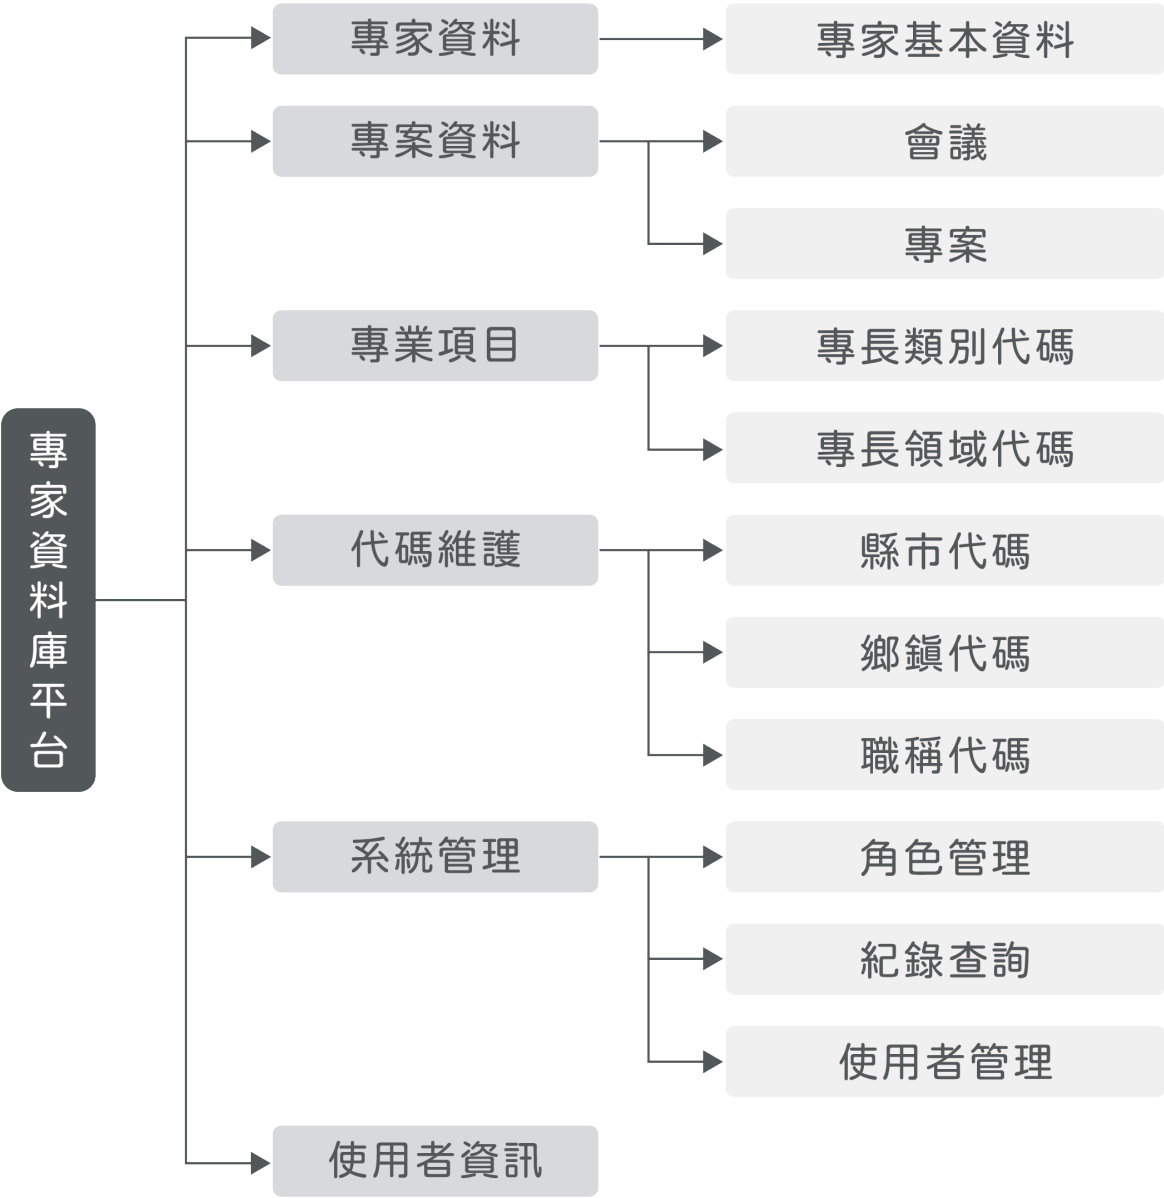 專家資料庫平台
專家資料
專家基本資料
專案資料
會議
專案
專業項目
專長類別代碼
專長領域代碼
代碼維護
縣市代碼
鄉鎮代碼
職稱代碼
系統管理
角色管理
紀錄查詢
使用者管理
使用者資訊